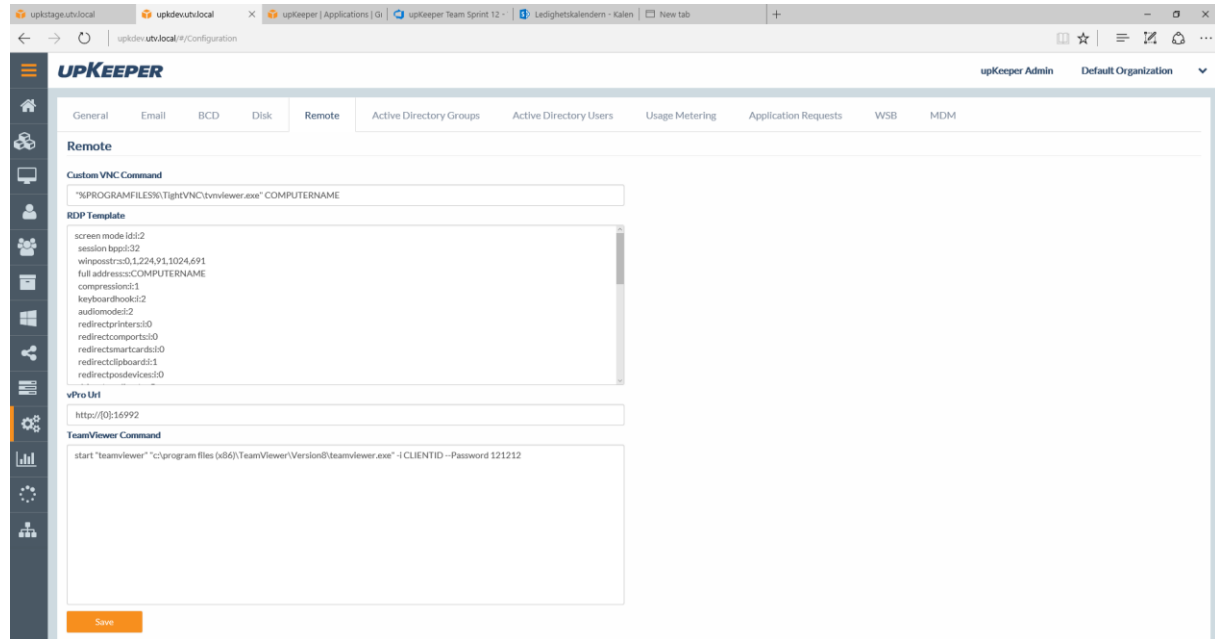 upkstage.utv.local
upkdev.utv.local
upKeeper | Applications | Gi
upKeeper Team Sprint 12 -
Ledighetskalendern - Kalen
New tab
upkdev.utv.local/#/Configuration
UPKEEPER
upKeeper Admin
Default Organization
General
Email
BCD
Disk
Remote
Active Directory Groups
Active Directory Users
Usage Metering
Application Requests
WSB
MDM
Remote
Custom VNC Command
"%PROGRAMFILES%\TightVNC\tvnviewer.exe" COMPUTERNAME
RDP Template
screen mode id:i:2
session bpp:i:32
winposstr:s:0,1,224,91,1024,691
full address:s:COMPUTERNAME
compression:i:1
keyboardhook:i:2
audiomode:i:2
redirectprinters:i:0
redirectcomports:i:0
redirectsmartcards:i:0
redirectclipboard:i:1
redirectposdevices:i:0
vPro Url
http://[0]:16992
TeamViewer Command
start "teamviewer" "c:\program files (x86)\TeamViewer\Version8\teamviewer.exe" -i CLIENTID --Password 121212
Save